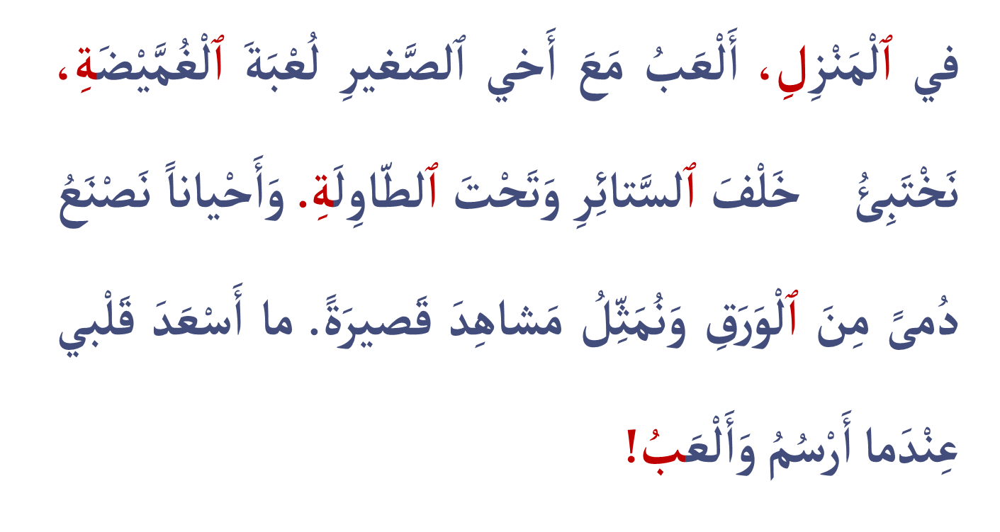 في ٱلْمَنْزِلِ، أَلْعَبُ مَعَ أَخي ٱلصَّغيرِ لُعْبَةَ ٱلْغُمَّيْضَةِ،
نَخْتَبِئُ خَلْفَ ٱلسَّتائِرِ وَتَحْتَ ٱلطّاوِلَةِ. وَأَحْياناً نَصْنَعُ
دُمىً مِنَ ٱلْوَرَقِ وَنُمَثِّلُ مَشاهِدَ قَصيرَةً. ما أَسْعَدَ قَلْبي
عِنْدَما أَرْسُمُ وَأَلْعَبُ!